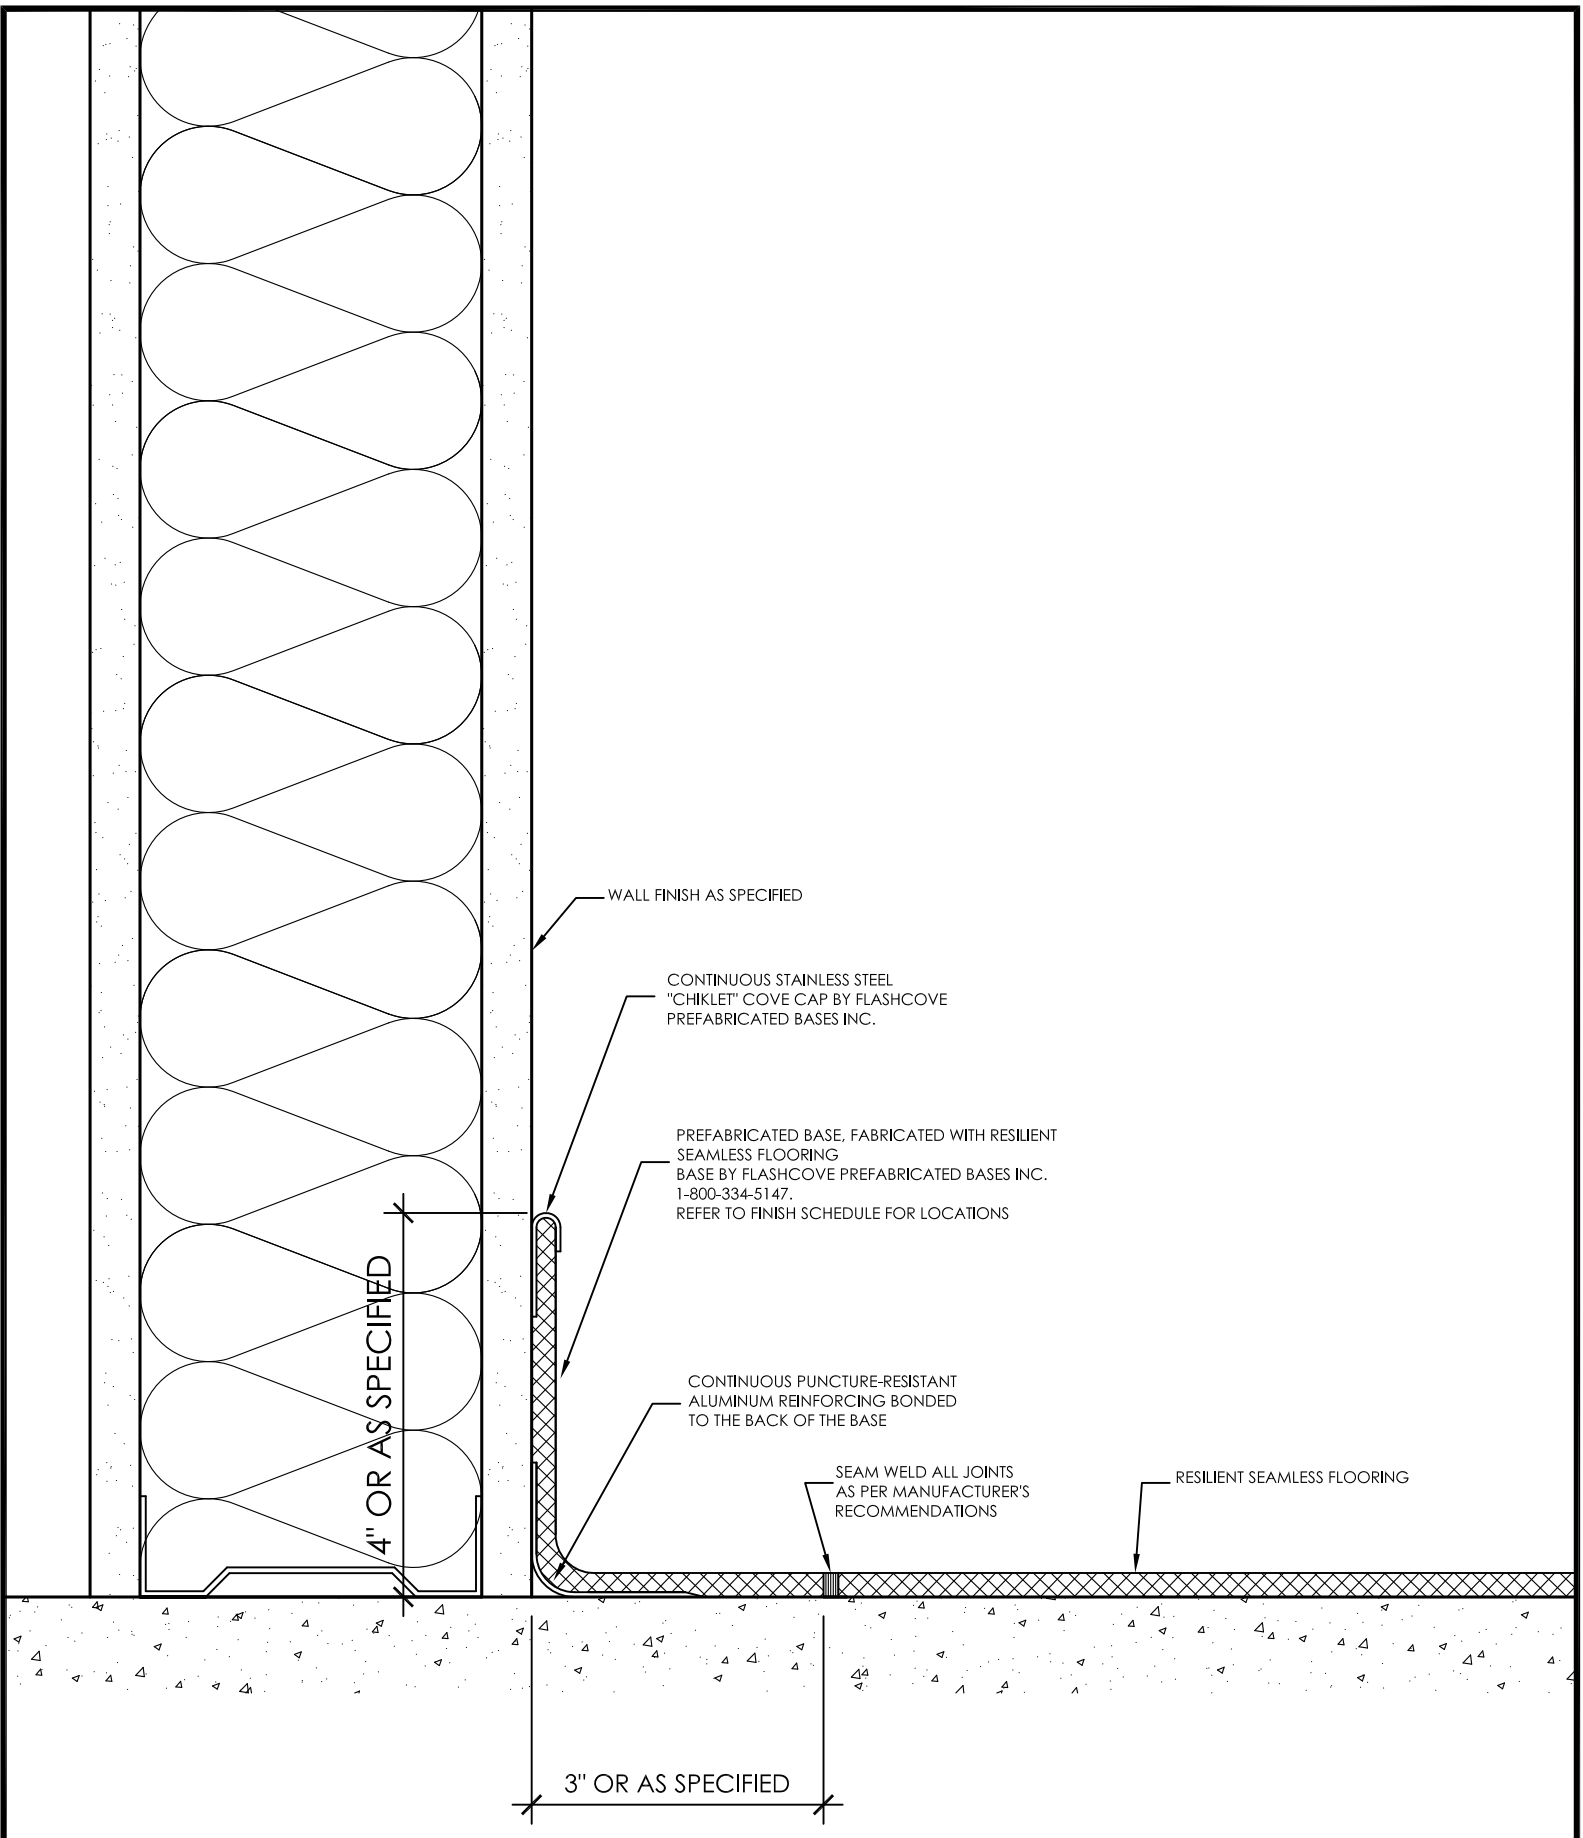 WALL FINISH AS SPECIFIED
CONTINUOUS STAINLESS STEEL
"CHIKLET" COVE CAP BY FLASHCOVE
PREFABRICATED BASES INC.
PREFABRICATED BASE, FABRICATED WITH RESILIENT
SEAMLESS FLOORING
BASE BY FLASHCOVE PREFABRICATED BASES INC.
1-800-334-5147.
REFER TO FINISH SCHEDULE FOR LOCATIONS
4" OR AS SPECIFIED
CONTINUOUS PUNCTURE-RESISTANT
ALUMINUM REINFORCING BONDED
TO THE BACK OF THE BASE
SEAM WELD ALL JOINTS
AS PER MANUFACTURER'S
RECOMMENDATIONS
RESILIENT SEAMLESS FLOORING
3" OR AS SPECIFIED